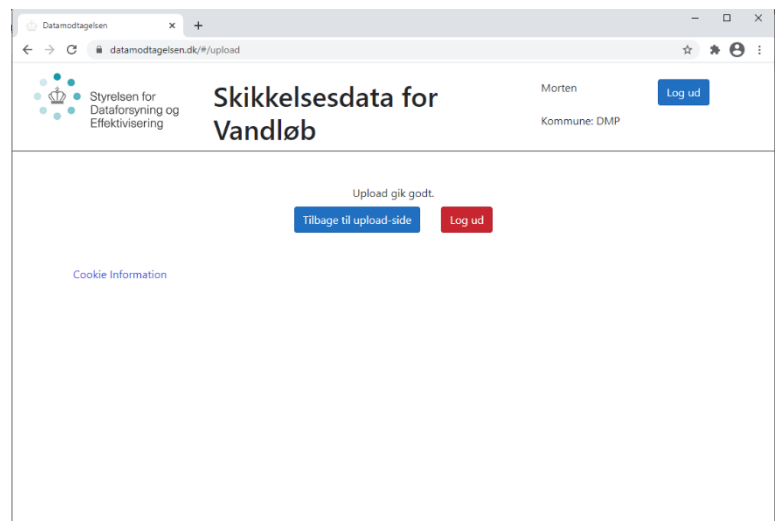 Datamodtagelsen
datamodtagelsen.dk/#/upload
Styrelsen for
Dataforsyning og
Effektivisering
Skikkelsesdata for
Vandløb
Morten
Kommune: DMP
Log ud
Upload gik godt.
Tilbage til upload-side
Log ud
Cookie Information